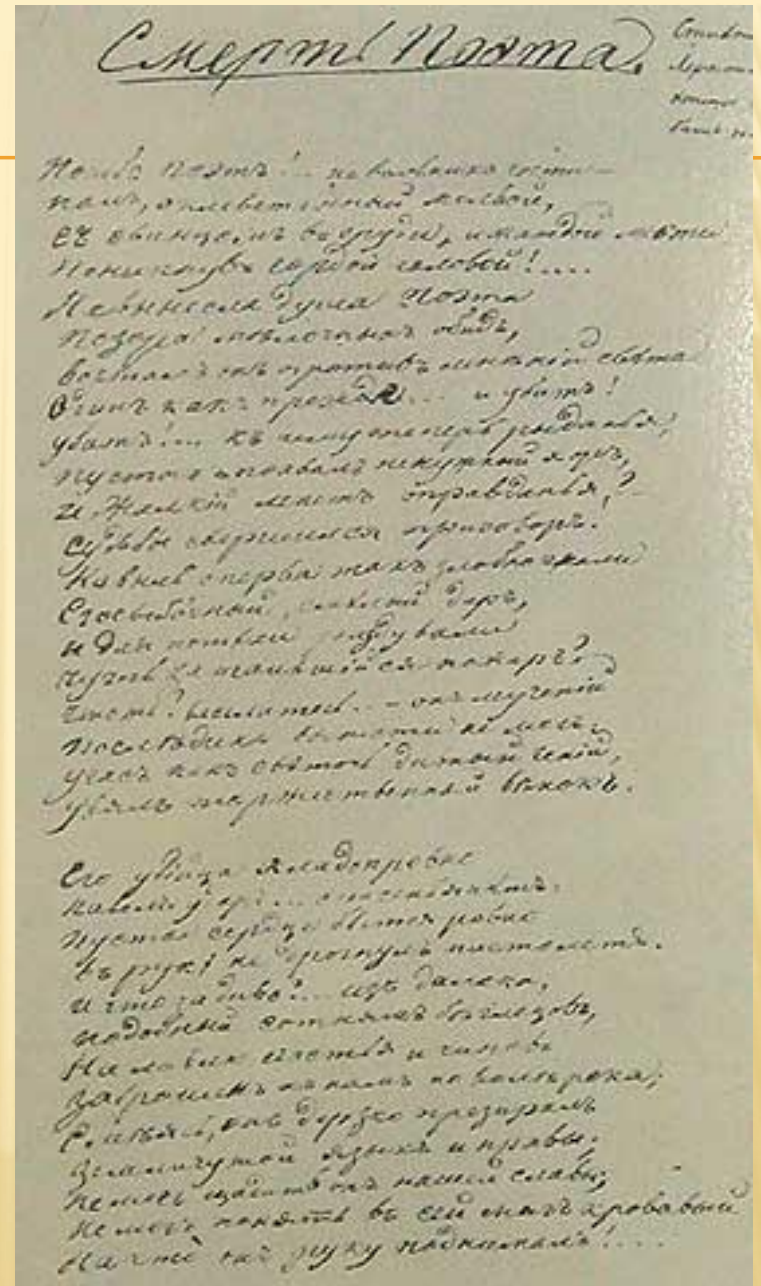 Смерть Поэта.
Погибъ Поэтъ!.. невольникъ чести —
палъ, оклеветанный молвой,
съ свинцомъ въ груди, и жаждой мести
Поникнувъ гордой головой!....
Не вынесла душа Поэта
Позора мелочныхъ обидъ,
возсталъ онъ противъ мнѣній свѣта
Одинъ какъ прежде.... и убитъ!
убитъ!... къ чему теперь рыданья,
пустыхъ похвалъ ненужный хоръ,
и жалкій лепетъ оправданья?
Судьбы свершился приговоръ!
Не вы ль сперва такъ злобно гнали
Его свободный, смѣлый даръ,
и для потѣхи раздували
чуть затаившійся пожаръ?
чтожъ? веселитесь... - онъ мученій
последнихъ вынести не могъ:
угасъ какъ свѣточь дивный геній,
увялъ торжественный вѣнокъ.
Его убійца хладнокровно
навелъ ударъ... спасенья нѣтъ.
пустое сердце бьется ровно
въ рукѣ не дрогнулъ пистолетъ.
и что за диво?... изъ далека,
подобный сотнямъ бѣглецовъ,
На ловлю счастья и чиновъ
заброшенъ къ намъ по волѣ рока;
Смѣясь, онъ дерзко презиралъ
земли чужой языкъ и нравы;
не могъ щадить онъ нашей славы;
не могъ понять въ сей мигъ кровавый
На что онъ руку поднималъ!....